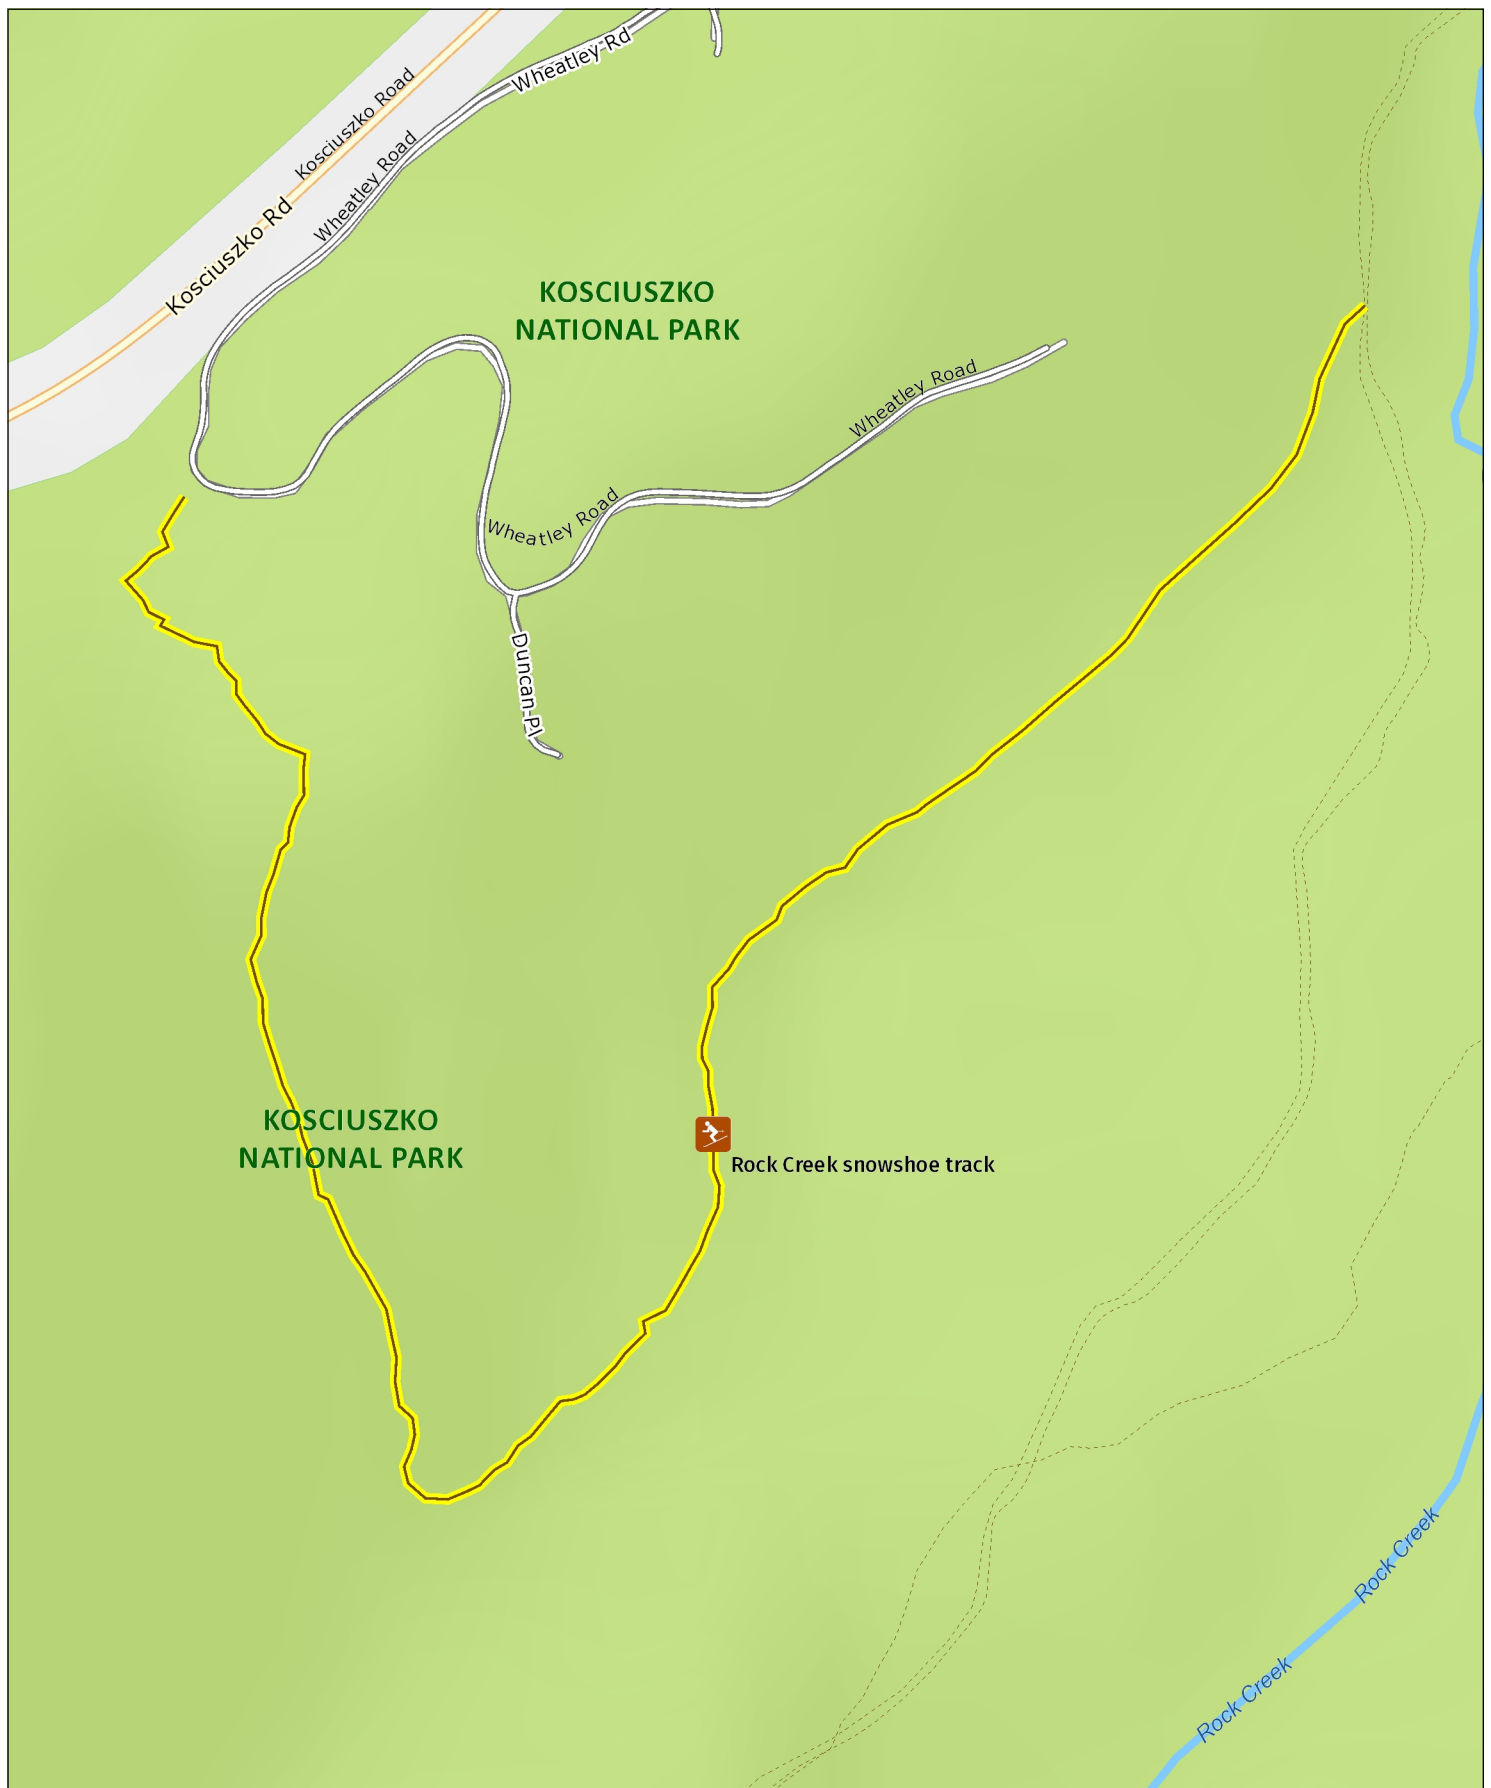 Wheatley Rd
Kosciuszko Road
Wheatley Road
Kosciuszko Rd
KOSCIUSZKO
NATIONAL PARK
Wheatley Road
Wheatley Road
Duncan Pl
KOSCIUSZKO
NATIONAL PARK
Rock Creek snowshoe track
Rock Creek
Rock Creek